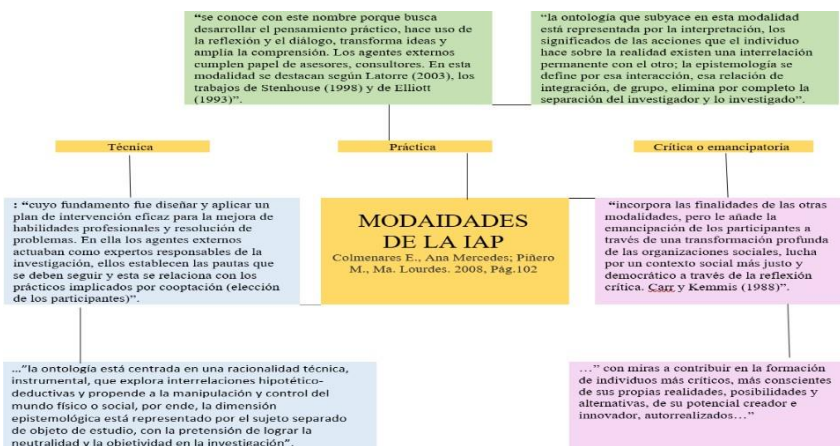 “se conoce con este nombre porque busca
desarrollar el pensamiento práctico, hace uso de
la reflexión y el diálogo, transforma ideas y
amplía la comprensión. Los agentes externos
cumplen papel de asesores, consultores. En esta
modalidad se destacan según Latorre (2003), los
trabajos de Stenhouse (1998) y de Elliott
(1993)”.
“la ontología que subyace en esta modalidad
está representada por la interpretación, los
significados de las acciones que el individuo
hace sobre la realidad existen una interrelación
permanente con el otro; la epistemología se
define por esa interacción, esa relación de
integración, de grupo, elimina por completo la
separación del investigador y lo investigado”.
Técnica
Práctica
Crítica o emancipatoria
: “cuyo fundamento fue diseñar y aplicar un
plan de intervención eficaz para la mejora de
habilidades profesionales y resolución de
problemas. En ella los agentes externos
actuaban como expertos responsables de la
investigación, ellos establecen las pautas que
se deben seguir y esta se relaciona con los
prácticos implicados por cooptación (elección
de los participantes)”.
MODAIDADES
DE LA IAP
Colmenares E., Ana Mercedes; Piñero
M., Ma. Lourdes. 2008, Pág.102
“incorpora las finalidades de las otras
modalidades, pero le añade la
emancipación de los participantes a
través de una transformación profunda
de las organizaciones sociales, lucha
por un contexto social más justo y
democrático a través de la reflexión
crítica. Carr y Kemmis (1988)”.
…”la ontología está centrada en una racionalidad técnica,
instrumental, que explora interrelaciones hipotético-
deductivas y propende a la manipulación y control del
mundo físico o social, por ende, la dimensión
epistemológica está representado por el sujeto separado
de objeto de estudio, con la pretensión de lograr la
neutralidad y la objetividad en la investigación”.
…” con miras a contribuir en la formación
de individuos más críticos, más conscientes
de sus propias realidades, posibilidades y
alternativas, de su potencial creador e
innovador, autorrealizados…”